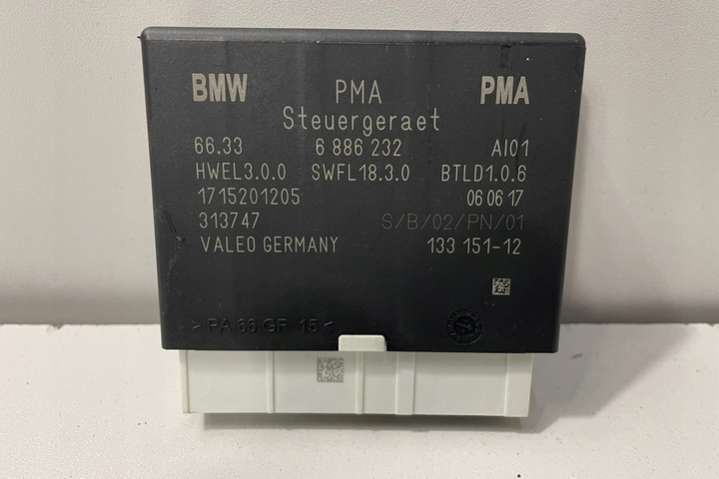 BMW PMA PMA
Steuergeraet
66.33 6 886 232 AI01
HWEL3.0.0 SWFL18.3.0 BTLD1.0.6
1715201205 06 06 17
313747 S/B/02/PN/01
VALEO GERMANY 133 151-12
> PA 66 GF 15 <